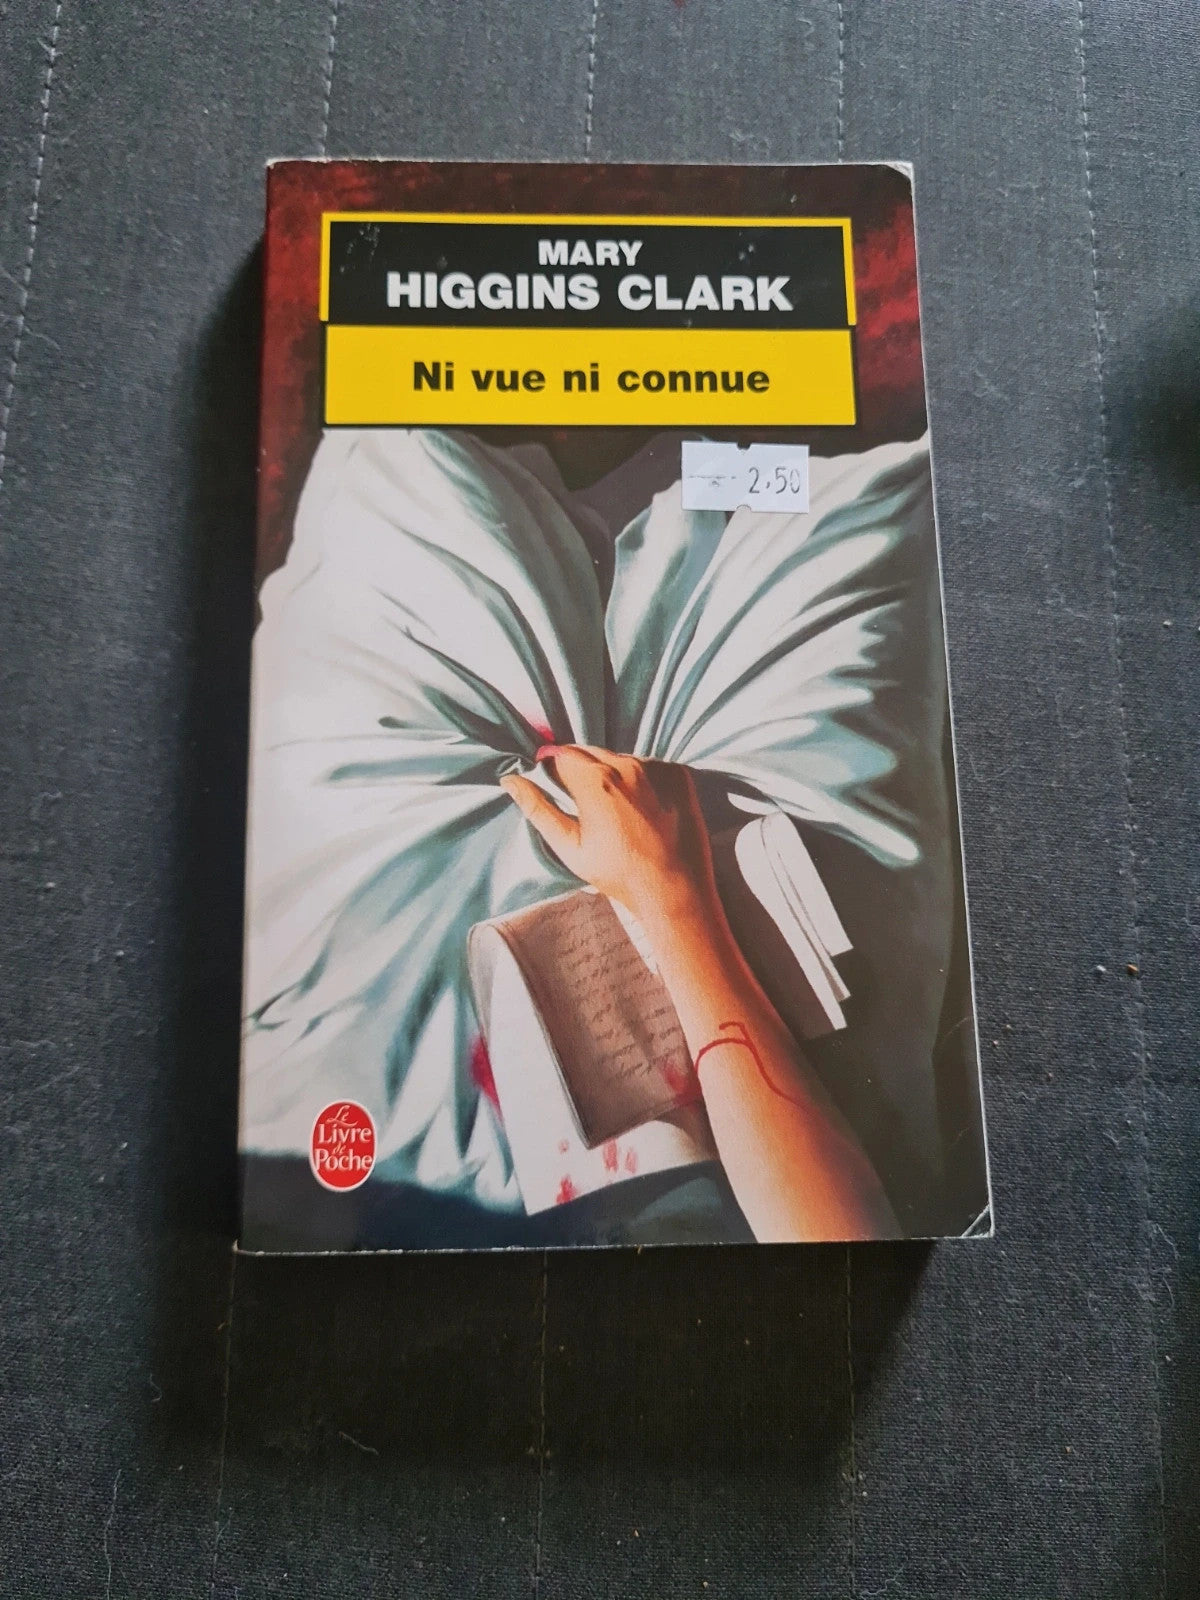 MARY
HIGGINS CLARK
Ni vue ni connue
2.50
Le
Livre
de
Poche